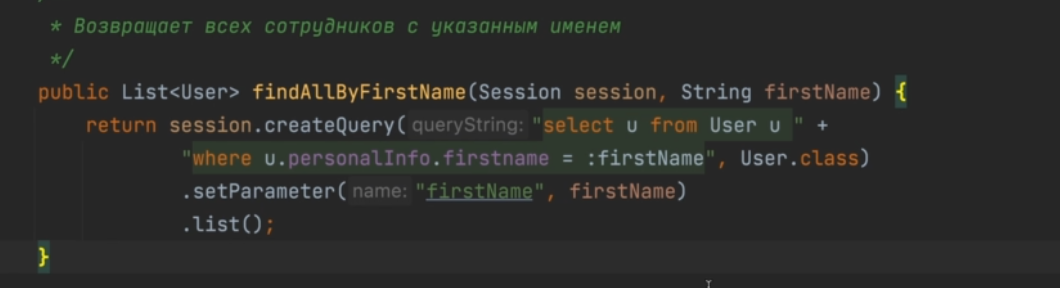 * Возвращает всех сотрудников с указанным именем
*/
public List<User> findAllByFirstName(Session session, String firstName) {
return session.createQuery( queryString: "select u from User u " +
"where u.personalInfo.firstname = :firstName", User.class)
.setParameter( name: "firstName", firstName)
.list();
}